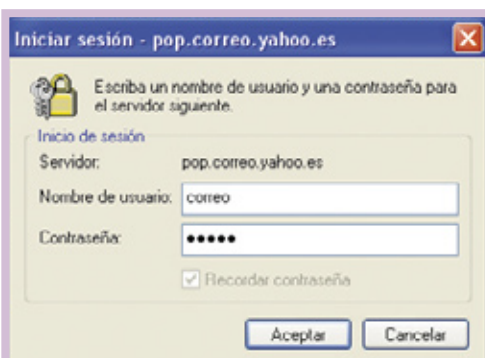 Iniciar sesión - pop.correo.yahoo.es
Escriba un nombre de usuario y una contraseña para
el servidor siguiente.
Inicio de sesión
Servidor: pop.correo.yahoo.es
Nombre de usuario: correo
Contraseña: •••••
Recordar contraseña
Aceptar Cancelar